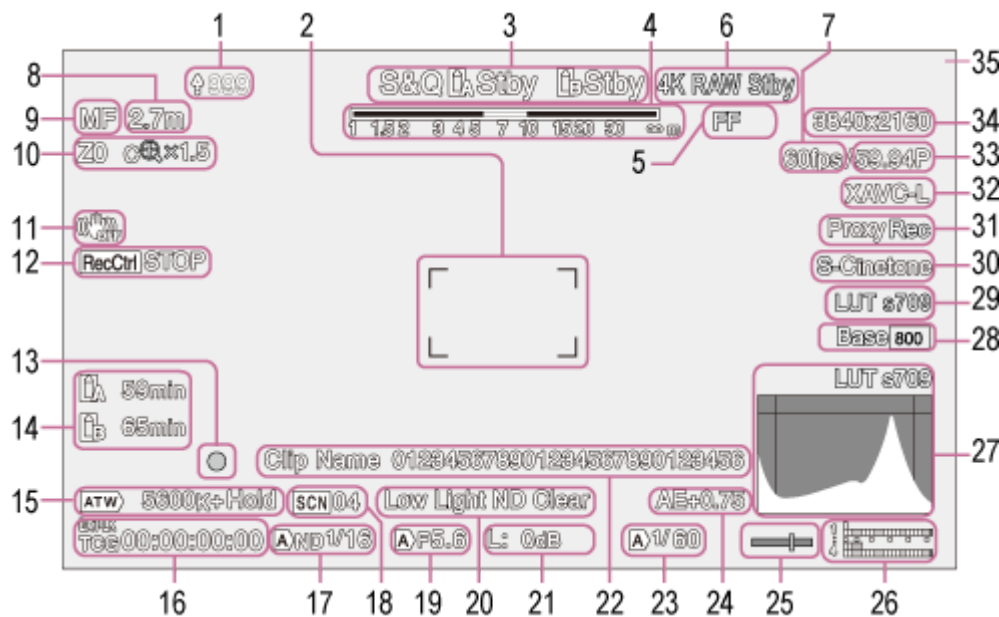 1 2 3 4 6 7
8 999 S&Q A Stby B Stby 4K RAW Stby 35
9 MF 2.7m 1 1.5 2 3 4 5 7 10 15 20 30 ∞ m FF 3840x2160 34
10 Z0 C ×1.5 5 60fps/59.94P 33
XAVC-L 32
11 OFF Proxy Rec 31
12 RecCtrl STOP S-Cinetone 30
LUT s709 29
Base 800 28
13 LUT s709
A 59min
14 B 65min 27
Clip Name 012345678901234567890123456
15 ATW 5600K+Hold SCN 04 Low Light ND Clear AE+0.75
TCG 00:00:00:00 A ND 1/16 A F5.6 L: 0dB A 1/60
16 17 18 19 20 21 22 23 24 25 26